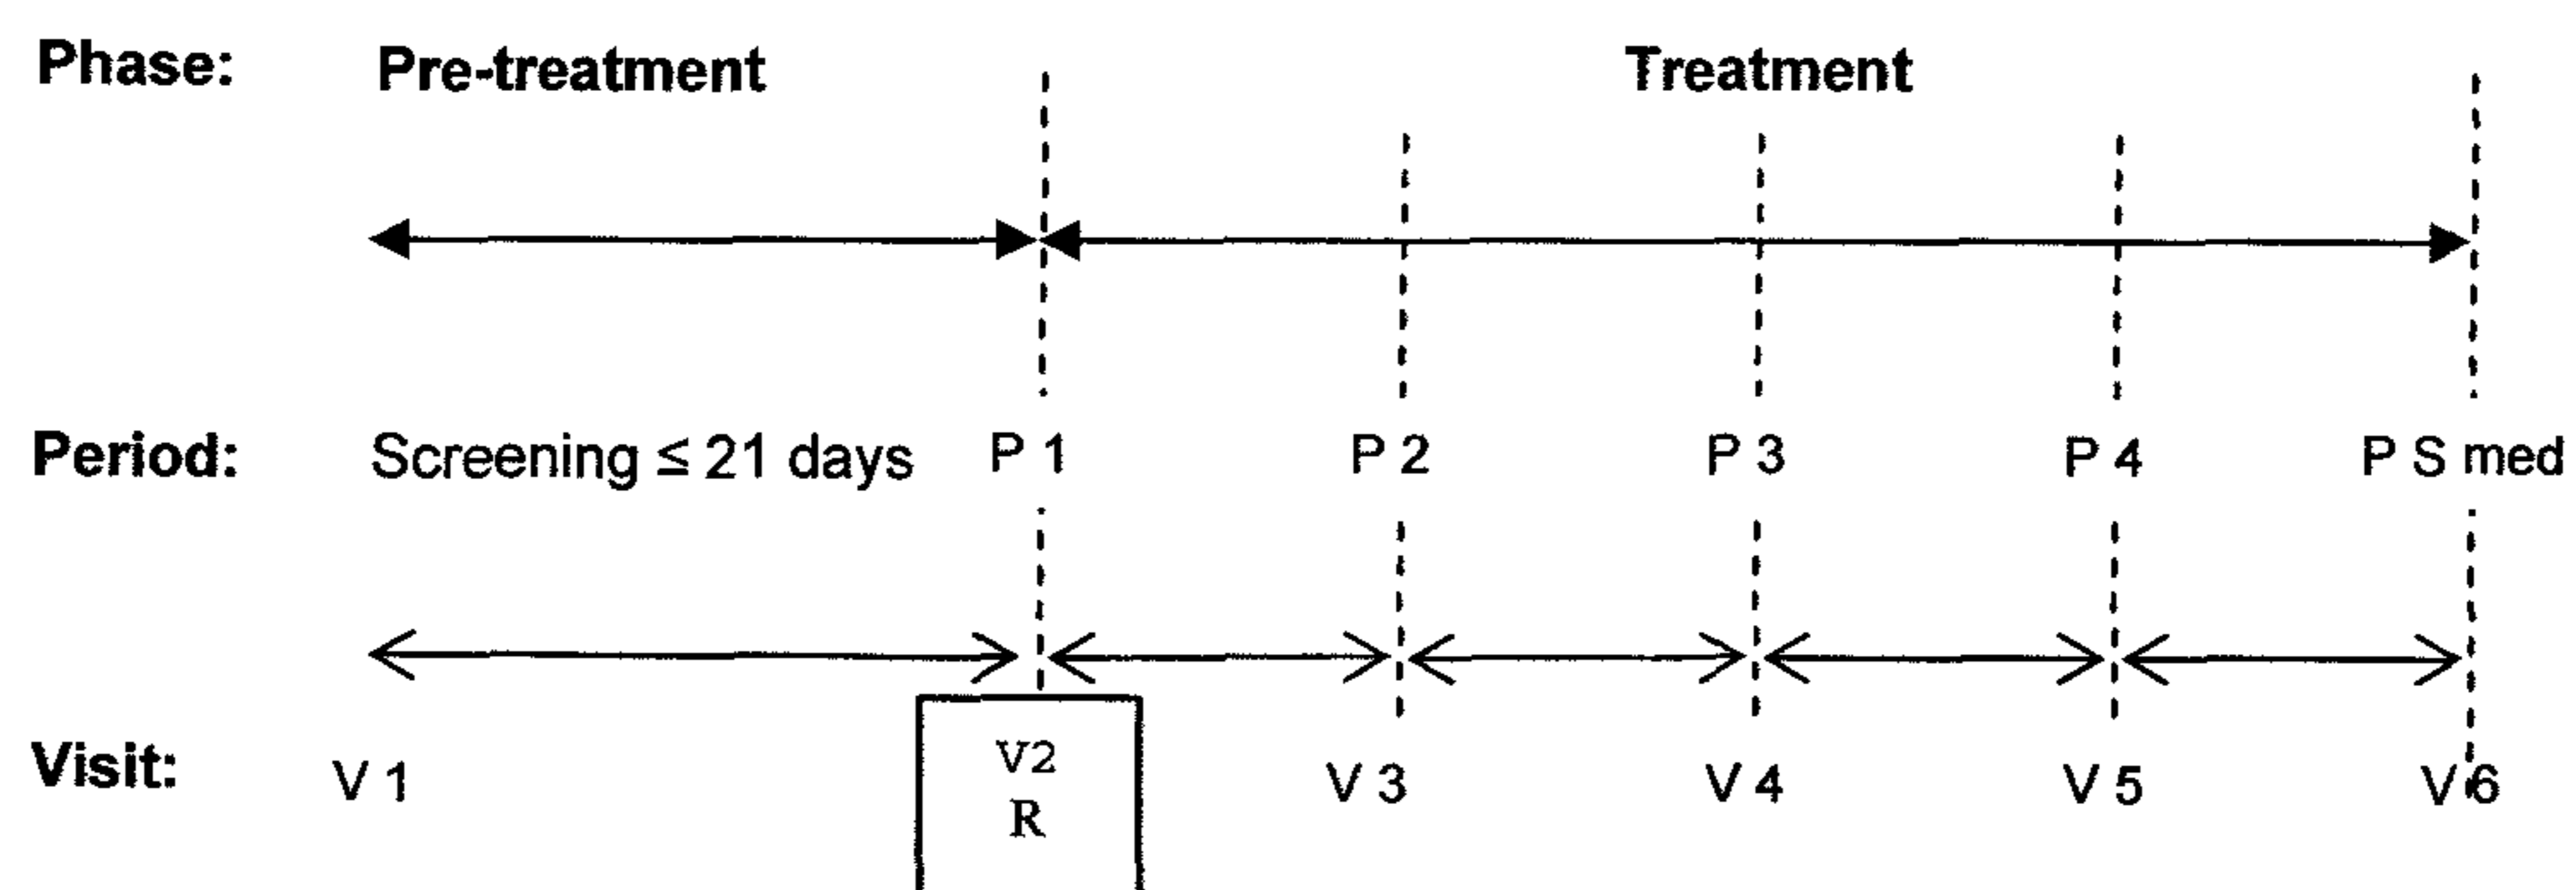 Phase: Pre-treatment Treatment
Period: Screening ≤ 21 days P 1 P 2 P 3 P 4 P S med
Visit: V 1 V2 V 3 V 4 V 5 V 6
R